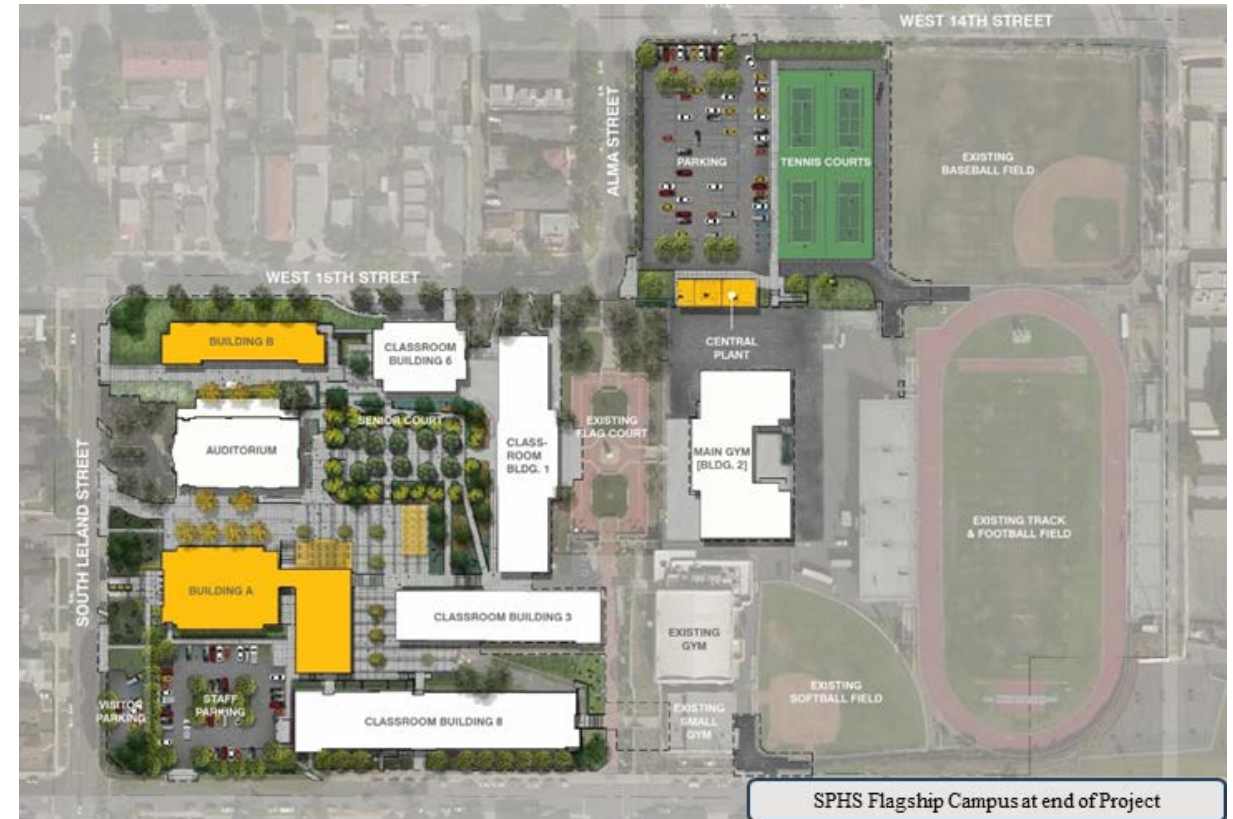 WEST 14TH STREET
ALMA STREET
PARKING
TENNIS COURTS
EXISTING
BASEBALL FIELD
WEST 15TH STREET
BUILDING B
CLASSROOM
BUILDING 6
CENTRAL
PLANT
SENIOR COURT
EXISTING
FLAG COURT
AUDITORIUM
CLASS-
ROOM
BLDG. 1
MAIN GYM
[BLDG. 2]
SOUTH LELAND STREET
EXISTING TRACK
& FOOTBALL FIELD
BUILDING A
CLASSROOM BUILDING 3
EXISTING
GYM
EXISTING
SOFTBALL FIELD
VISITOR
PARKING
STAFF
PARKING
CLASSROOM BUILDING 8
EXISTING
SMALL
GYM
SPHS Flagship Campus at end of Project